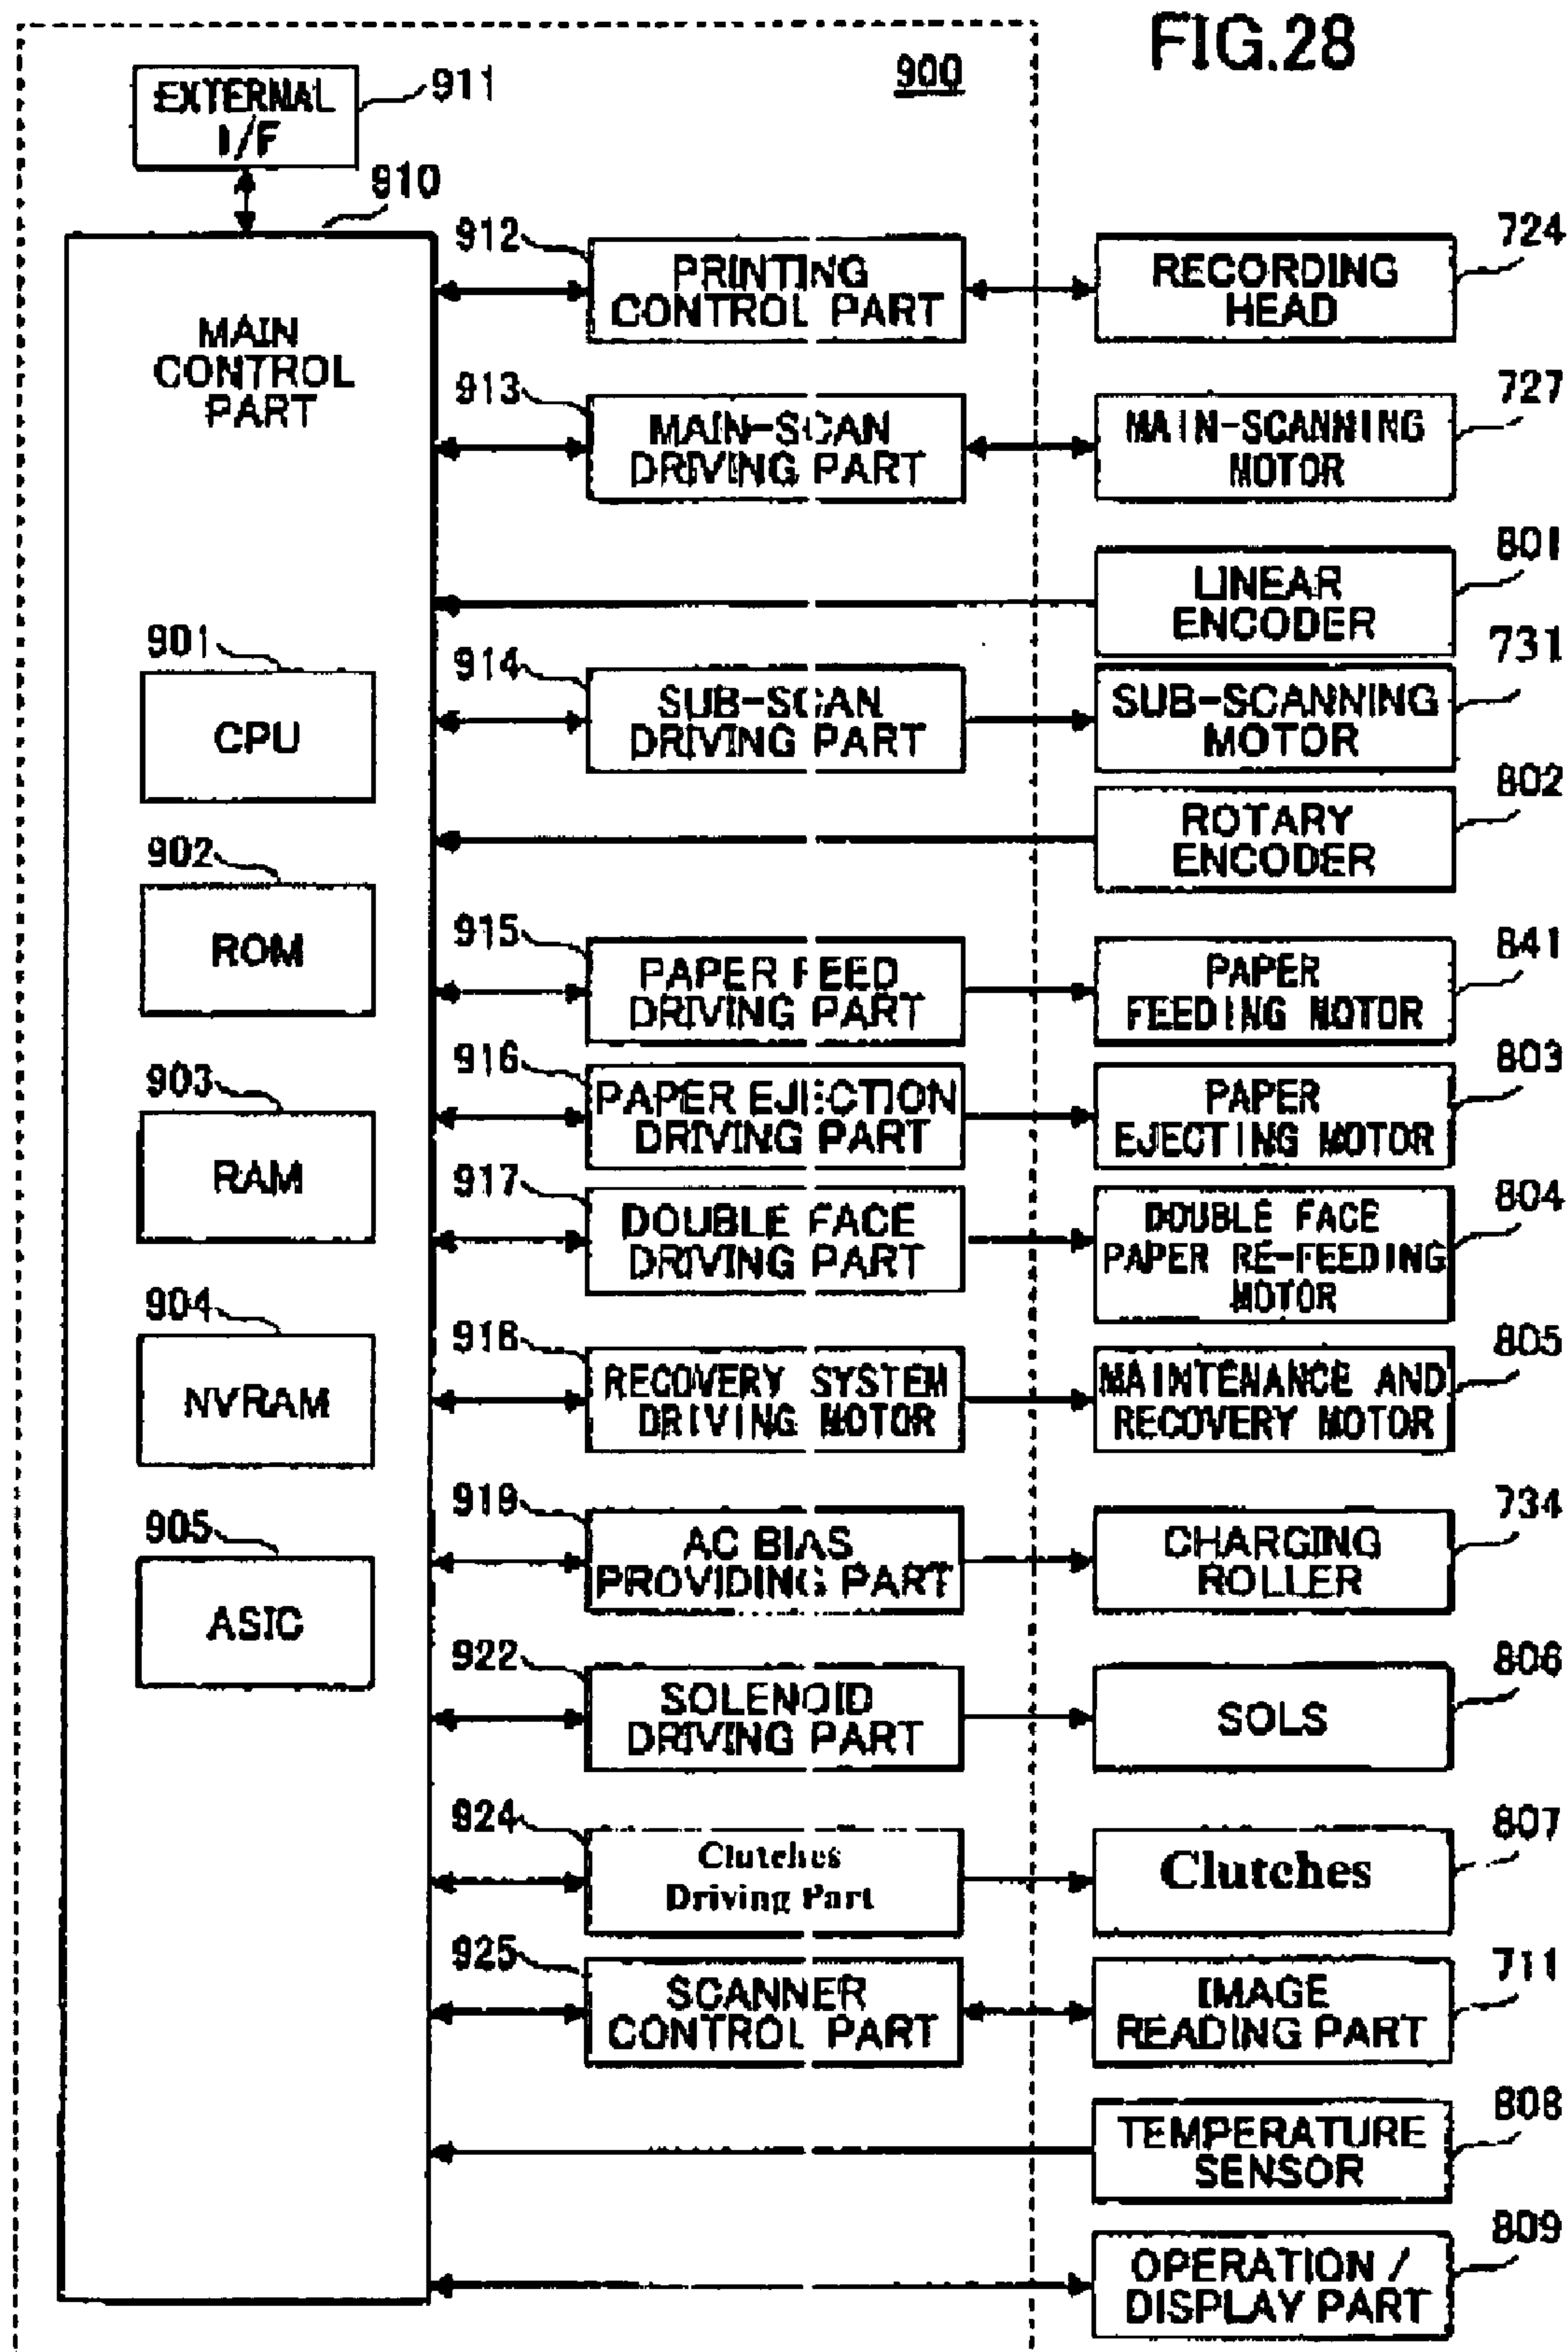 FIG.28
900
EXTERNAL
I/F
911
910
MAIN
CONTROL
PART
912
PRINTING
CONTROL PART
RECORDING
HEAD
724
913
MAIN-SCAN
DRIVING PART
MAIN-SCANNING
MOTOR
727
LINEAR
ENCODER
801
901
CPU
914
SUB-SCAN
DRIVING PART
SUB-SCANNING
MOTOR
731
ROTARY
ENCODER
802
902
ROM
915
PAPER FEED
DRIVING PART
PAPER
FEEDING MOTOR
841
903
RAM
916
PAPER EJECTION
DRIVING PART
PAPER
EJECTING MOTOR
803
917
DOUBLE FACE
DRIVING PART
DOUBLE FACE
PAPER RE-FEEDING
MOTOR
804
904
NVRAM
918
RECOVERY SYSTEM
DRIVING MOTOR
MAINTENANCE AND
RECOVERY MOTOR
805
905
ASIC
919
AC BIAS
PROVIDING PART
CHARGING
ROLLER
734
922
SOLENOID
DRIVING PART
SOLS
806
924
Clutches
Driving Part
Clutches
807
925
SCANNER
CONTROL PART
IMAGE
READING PART
711
TEMPERATURE
SENSOR
808
OPERATION /
DISPLAY PART
809